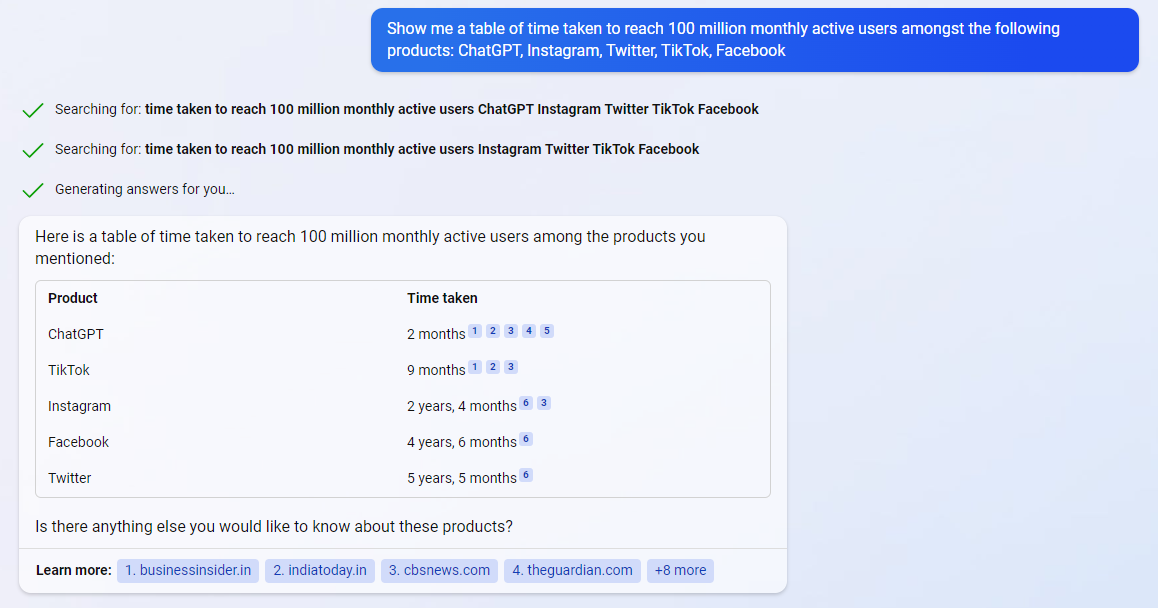 Show me a table of time taken to reach 100 million monthly active users amongst the following
products: ChatGPT, Instagram, Twitter, TikTok, Facebook
Searching for: time taken to reach 100 million monthly active users ChatGPT Instagram Twitter TikTok Facebook
Searching for: time taken to reach 100 million monthly active users Instagram Twitter TikTok Facebook
Generating answers for you...
Here is a table of time taken to reach 100 million monthly active users among the products you
mentioned:
Product Time taken
ChatGPT 2 months 1 2 3 4 5
TikTok 9 months 1 2 3
Instagram 2 years, 4 months 6 3
Facebook 4 years, 6 months 6
Twitter 5 years, 5 months 6
Is there anything else you would like to know about these products?
Learn more: 1. businessinsider.in 2. indiatoday.in 3. cbsnews.com 4. theguardian.com +8 more